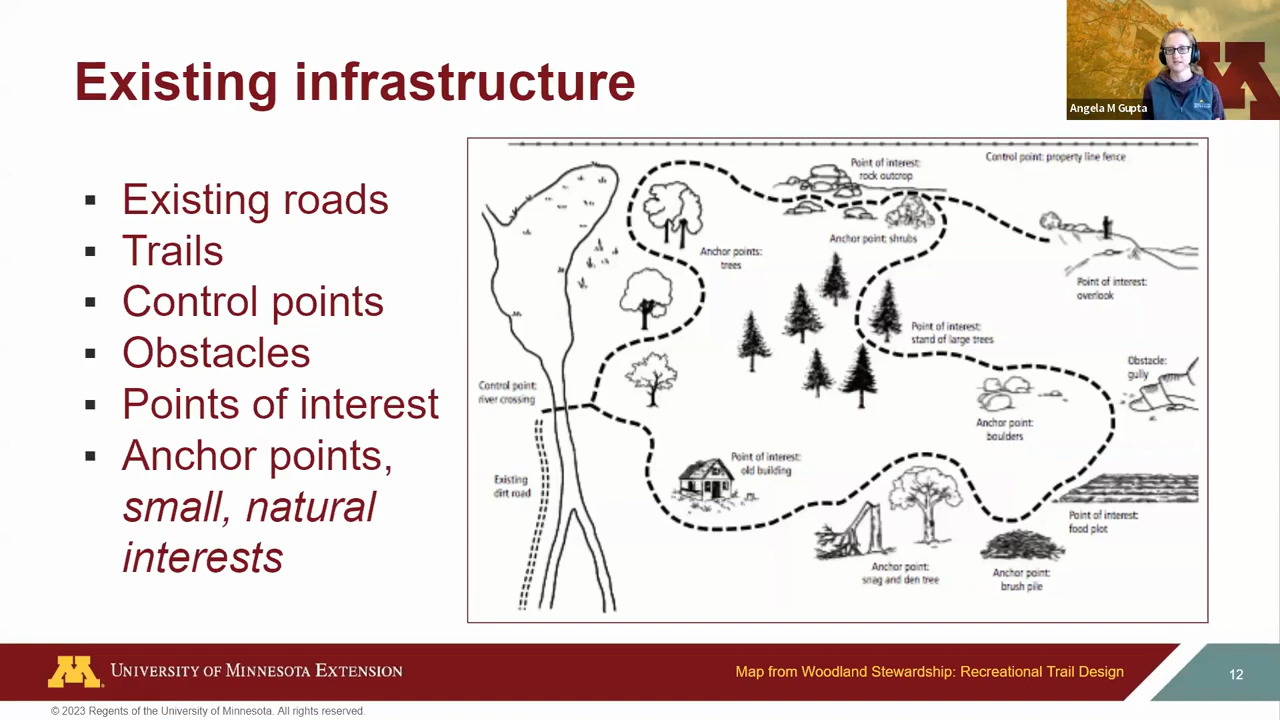 Existing infrastructure
Angela M Gupta
Existing roads
Trails
Control points
Obstacles
Points of interest
Anchor points,
small, natural
interests
Control point: property line fence
Point of interest:
rock outcrop
Anchor point: shrubs
Anchor points:
trees
Point of interest:
overlook
Point of interest:
stand of large trees
Obstacle:
gully
Control point:
river crossing
Anchor point:
boulders
Point of interest:
old building
Existing
dirt road
Point of interest:
food plot
Anchor point:
snag and den tree
Anchor point:
brush pile
UNIVERSITY OF MINNESOTA EXTENSION
Map from Woodland Stewardship: Recreational Trail Design
12
© 2023 Regents of the University of Minnesota. All rights reserved.